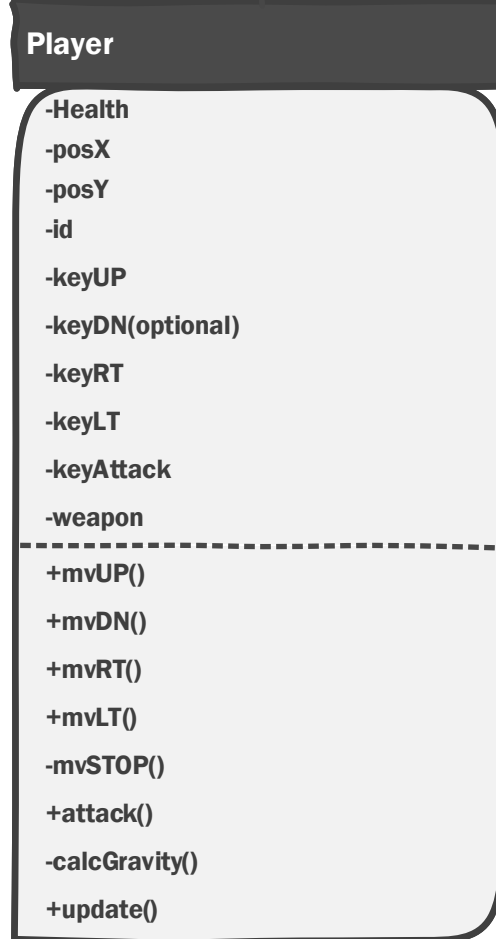 Player
-Health
-posX
-posY
-id
-keyUP
-keyDN(optional)
-keyRT
-keyLT
-keyAttack
-weapon
+mvUP()
+mvDN()
+mvRT()
+mvLT()
-mvSTOP()
+attack()
-calcGravity()
+update()